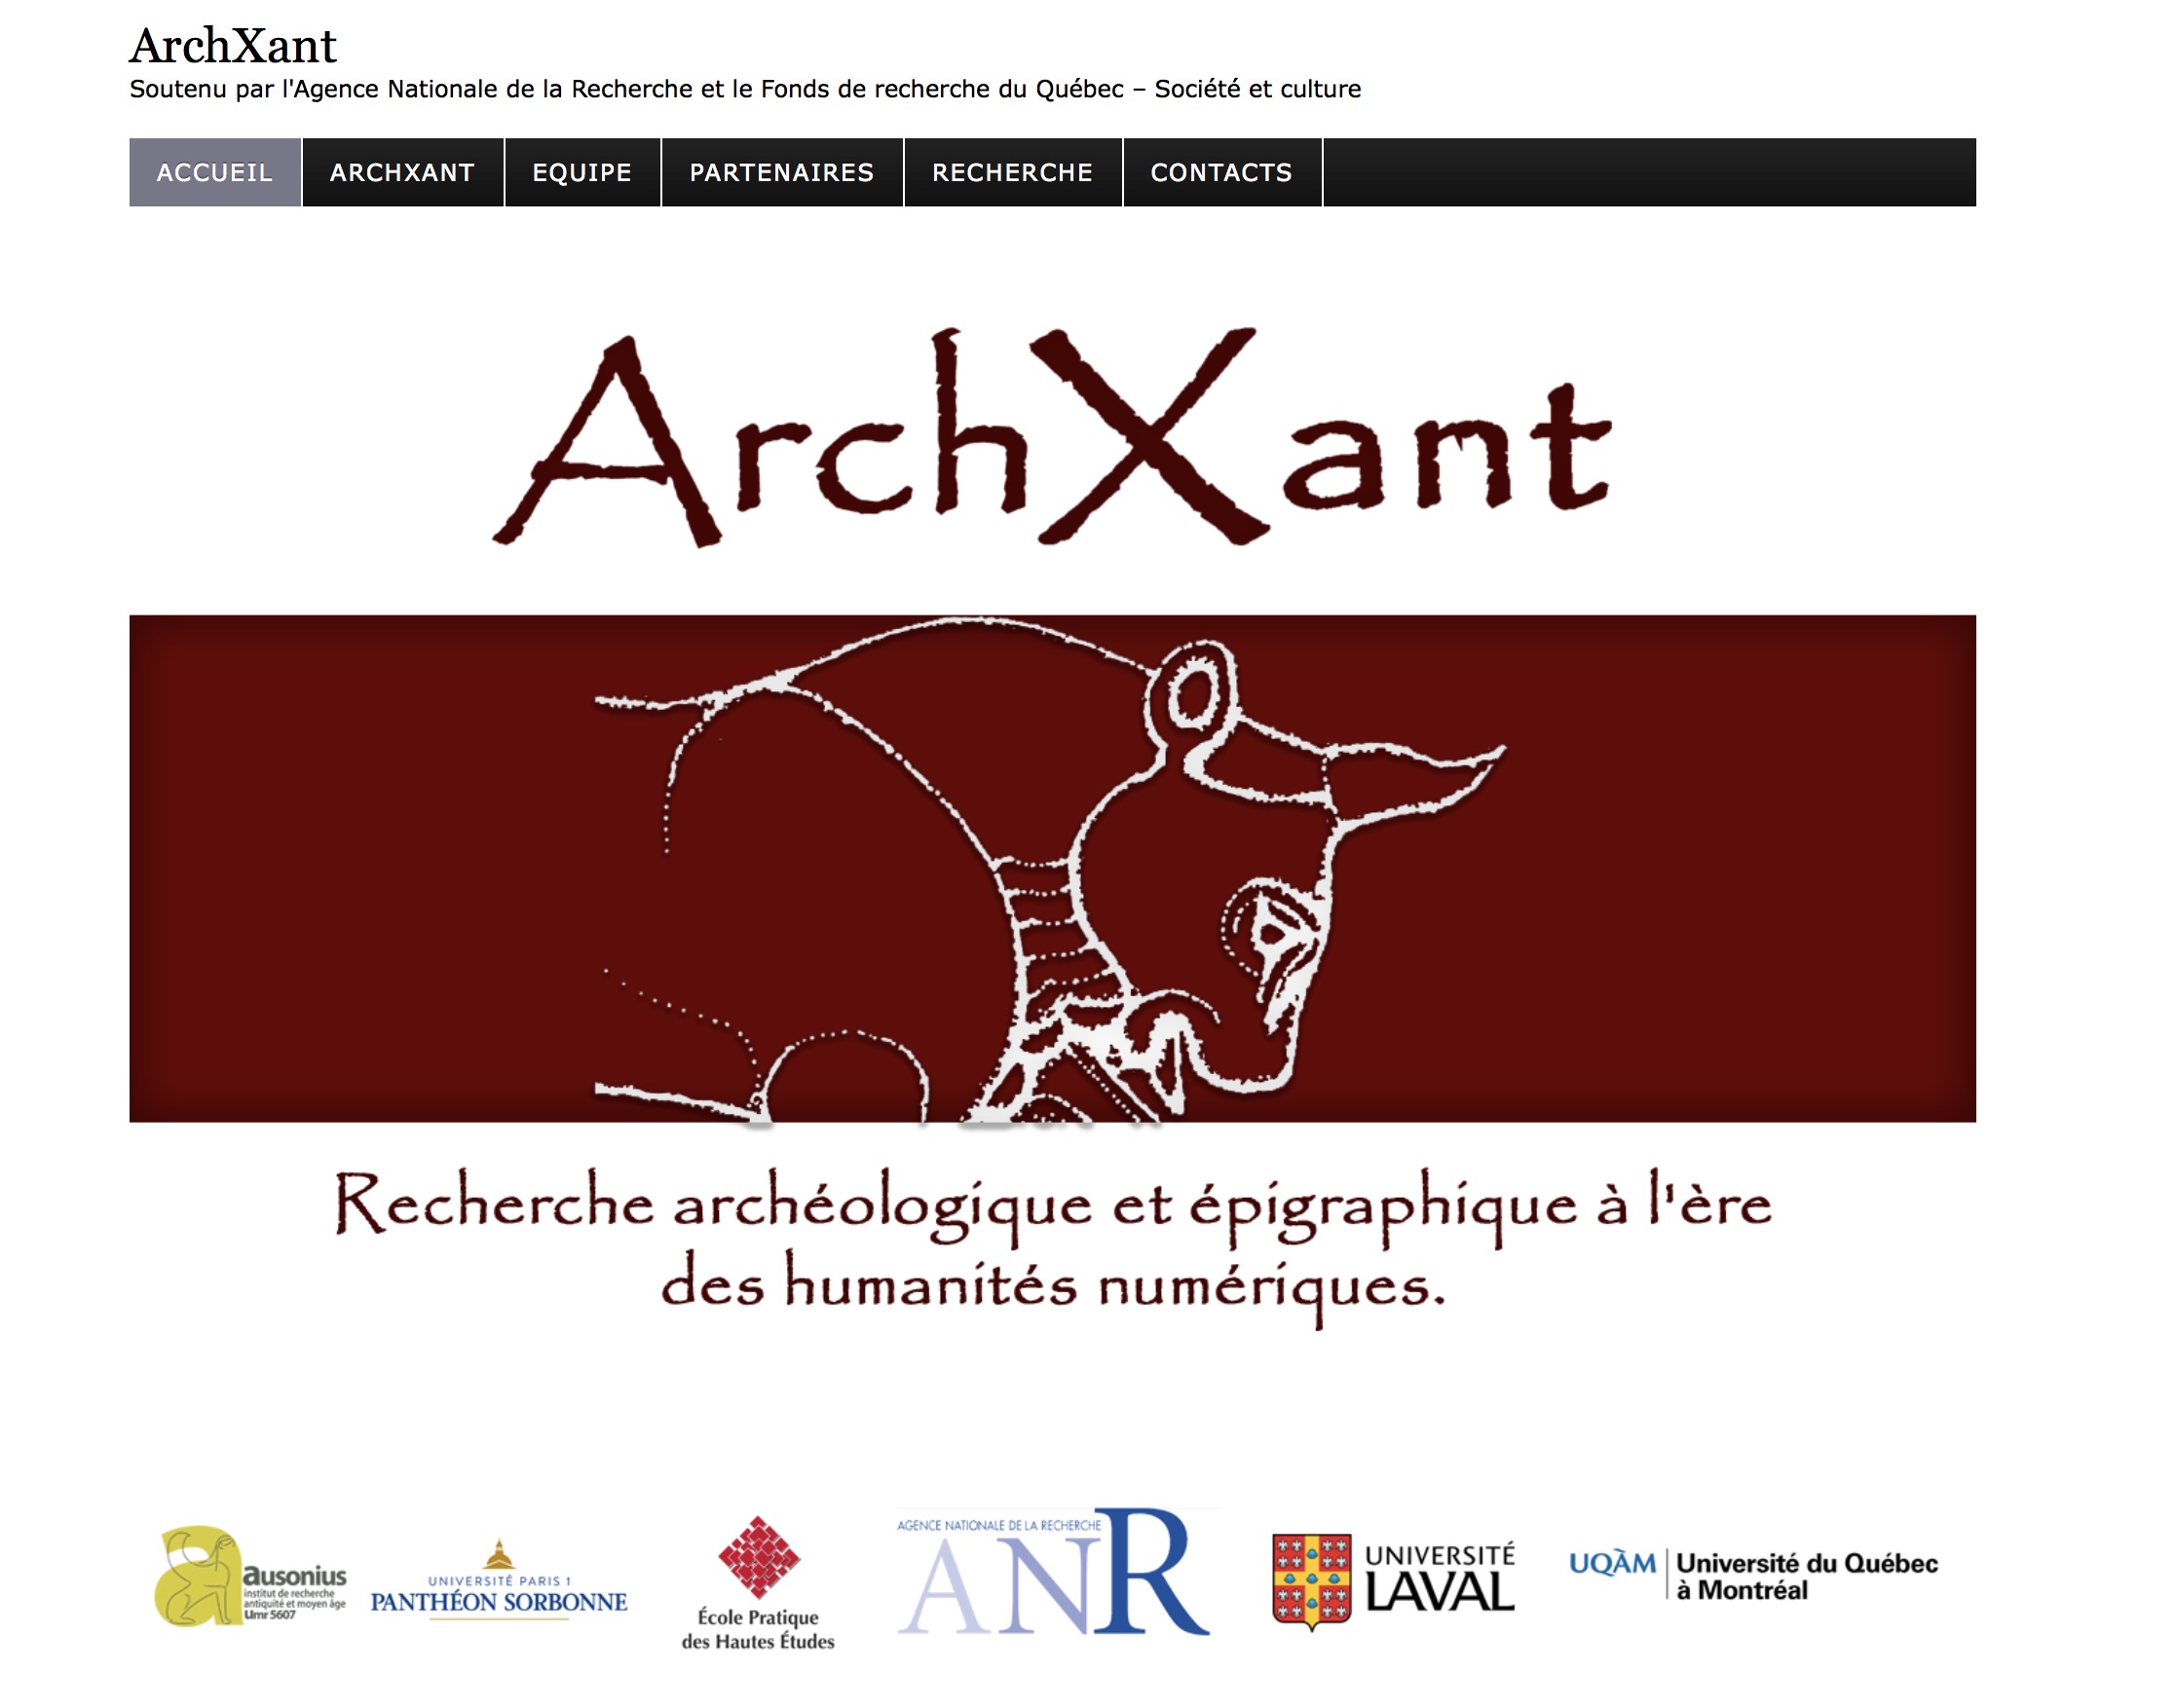 ArchXant
Soutenu par l'Agence Nationale de la Recherche et le Fonds de recherche du Québec – Société et culture
ACCUEIL ARCHXANT EQUIPE PARTENAIRES RECHERCHE CONTACTS
ArchXant
Recherche archéologique et épigraphique à l'ère
des humanités numériques.
ausonius
institut de recherche
antiquité et moyen âge
Umr 5607
UNIVERSITÉ PARIS 1
PANTHÉON SORBONNE
École Pratique
des Hautes Études
AGENCE NATIONALE DE LA RECHERCHE
ANR
UNIVERSITÉ
LAVAL
UQÀM
Université du Québec
à Montréal